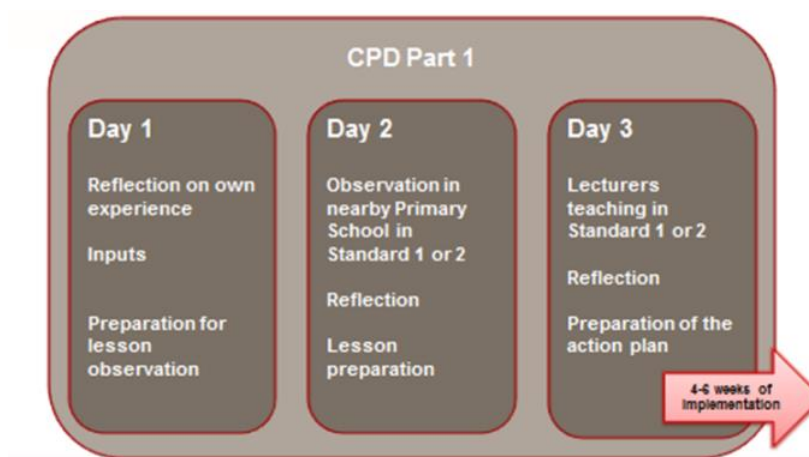 CPD Part 1
Day 1
Reflection on own
experience
Inputs
Preparation for
lesson
observation
Day 2
Observation in
nearby Primary
School in
Standard 1 or 2
Reflection
Lesson
preparation
Day 3
Lecturers
teaching in
Standard 1 or 2
Reflection
Preparation of the
action plan
4-6 weeks of
implementation